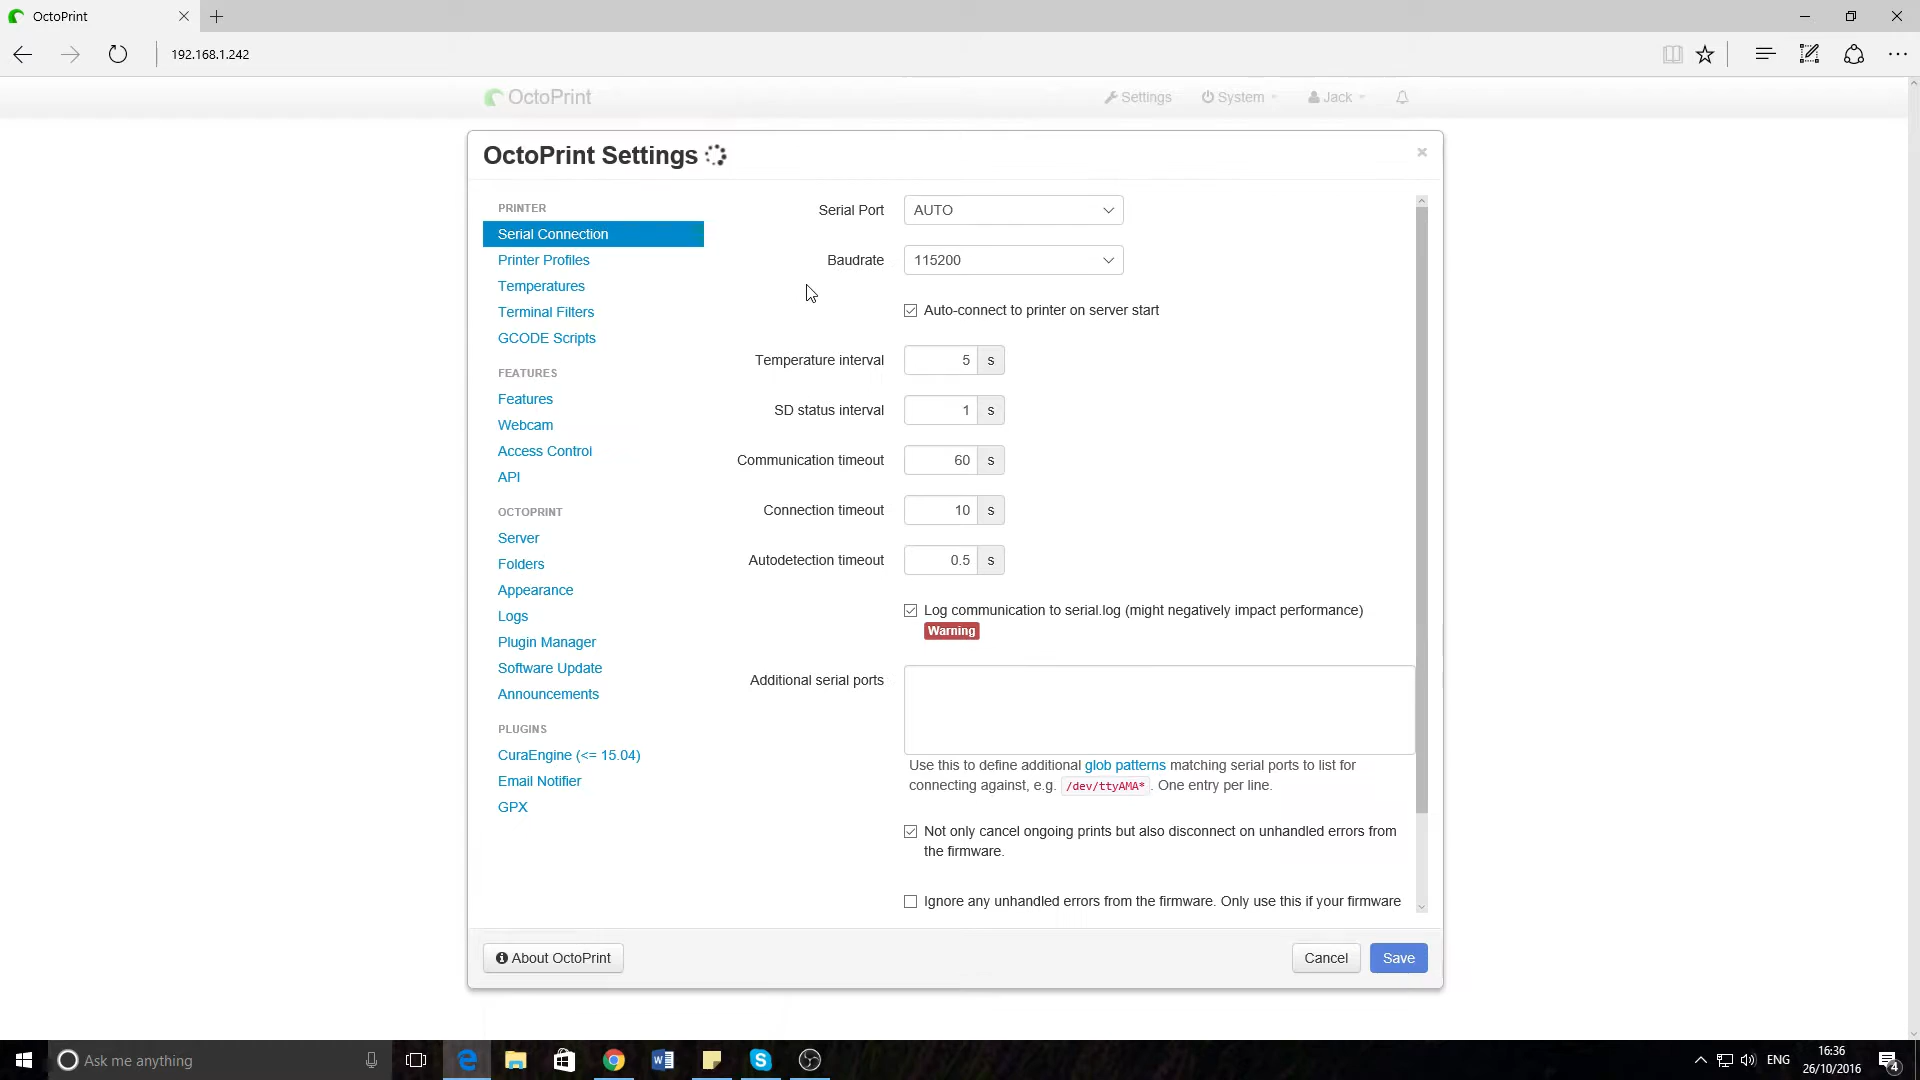 OctoPrint
192.168.1.242
OctoPrint
Settings
System
Jack
OctoPrint Settings
PRINTER
Serial Connection
Printer Profiles
Temperatures
Terminal Filters
GCODE Scripts
FEATURES
Features
Webcam
Access Control
API
OCTOPRINT
Server
Folders
Appearance
Logs
Plugin Manager
Software Update
Announcements
PLUGINS
CuraEngine (<= 15.04)
Email Notifier
GPX
Serial Port AUTO
Baudrate 115200
Auto-connect to printer on server start
Temperature interval 5 s
SD status interval 1 s
Communication timeout 60 s
Connection timeout 10 s
Autodetection timeout 0.5 s
Log communication to serial.log (might negatively impact performance)
Warning
Additional serial ports
Use this to define additional glob patterns matching serial ports to list for
connecting against, e.g. /dev/ttyAMA* . One entry per line.
Not only cancel ongoing prints but also disconnect on unhandled errors from
the firmware.
Ignore any unhandled errors from the firmware. Only use this if your firmware
About OctoPrint
Cancel
Save
Ask me anything
ENG
16:36
26/10/2016
4